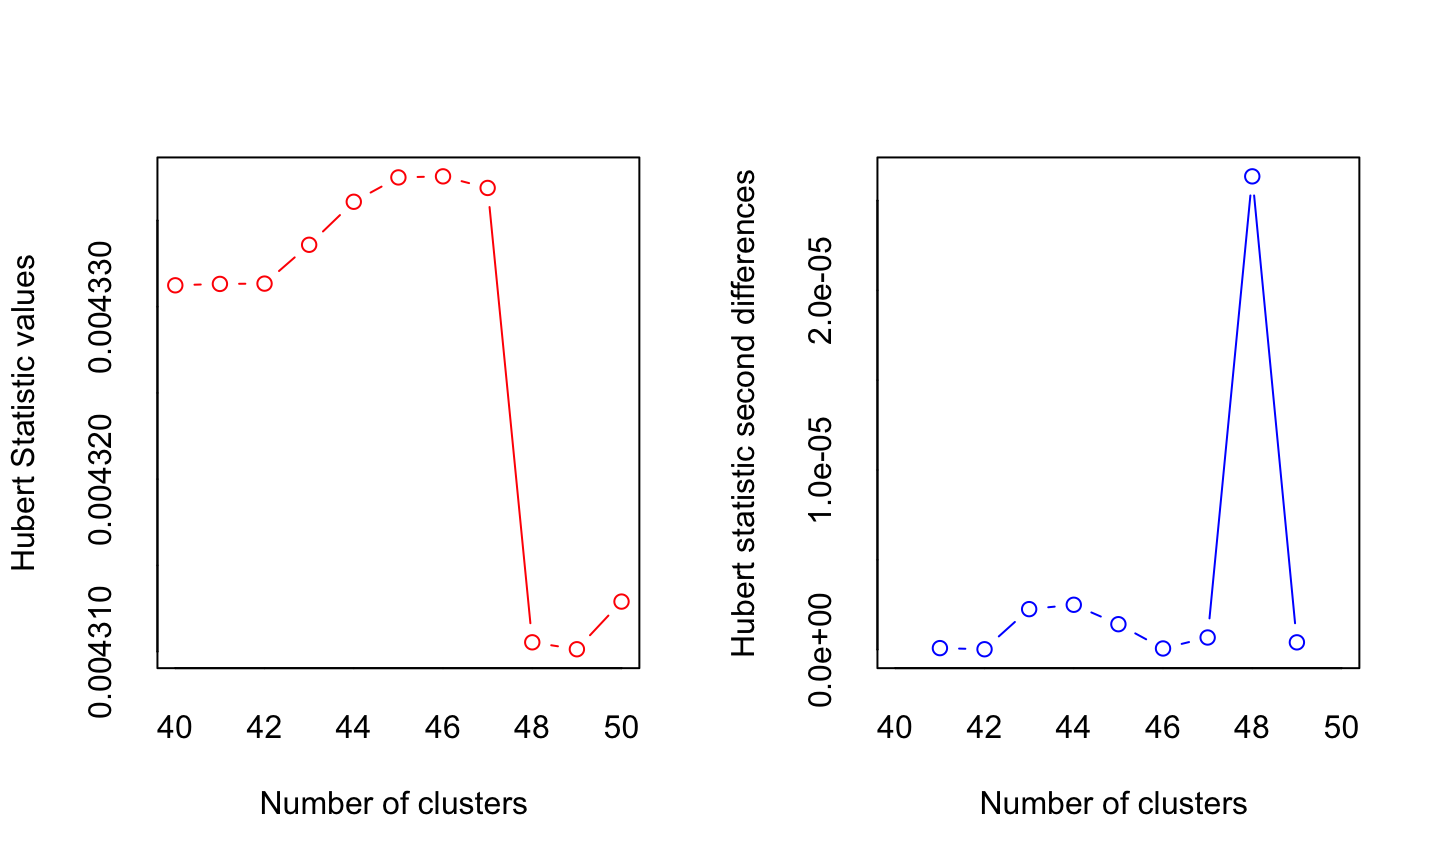 Hubert Statistic values
0.004310 0.004320 0.004330
40 42 44 46 48 50
Number of clusters
Hubert statistic second differences
0.0e+00 1.0e-05 2.0e-05
40 42 44 46 48 50
Number of clusters